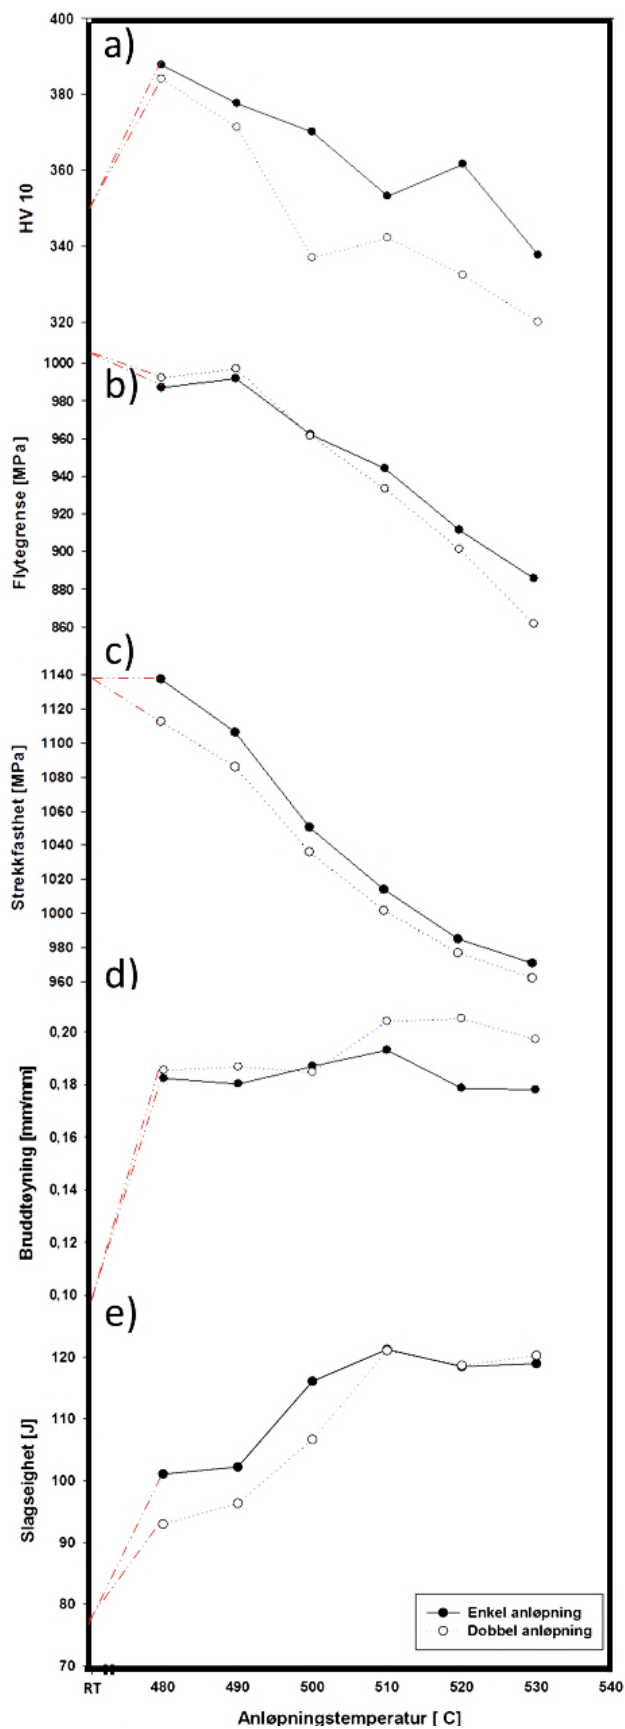 400
a)
380
360
HV 10
340
320
1000
b)
980
960
Flytegrense [MPa]
940
920
900
880
860
c)
1140
1120
1100
1080
Strekkfasthet [MPa]
1060
1040
1020
1000
980
960
d)
0,20
0,18
Bruddtøyning [mm/mm]
0,16
0,14
0,12
0,10
e)
120
110
Slagseighet [J]
100
90
80
70
Enkel anløpning
Dobbel anløpning
RT 480 490 500 510 520 530 540
Anløpningstemperatur [ C]